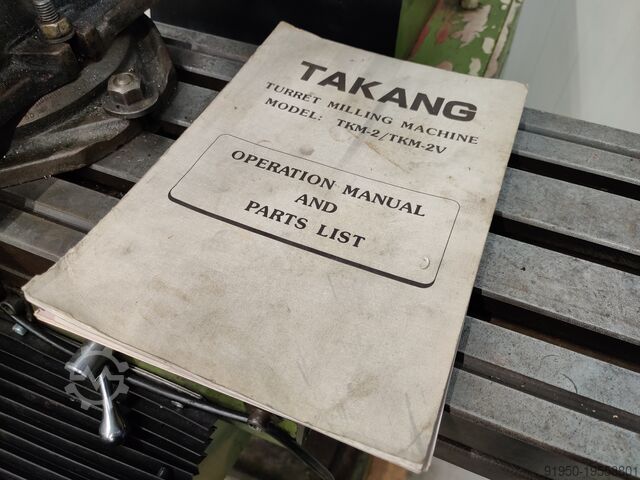 TAKANG
TURRET MILLING MACHINE
MODEL: TKM-2/TKM-2V
OPERATION MANUAL
AND
PARTS LIST